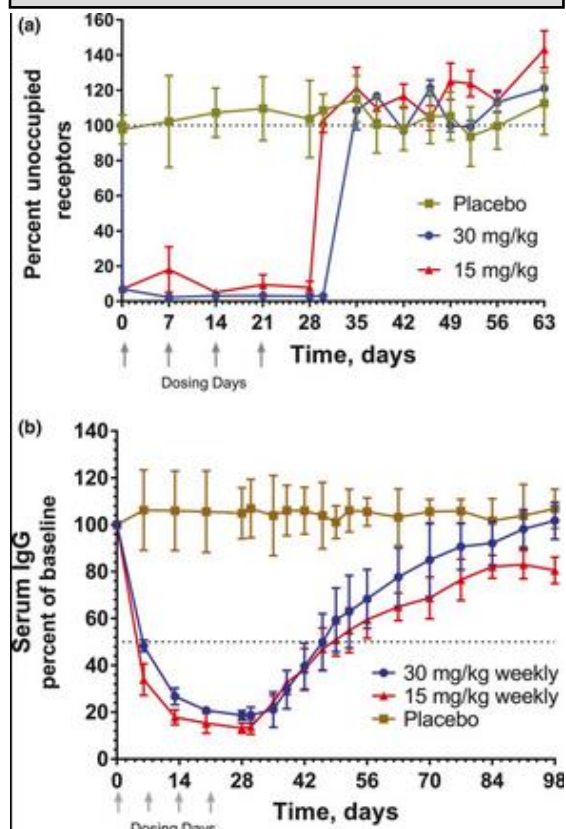 (a)
160
140
120
100
80
60
40
20
0
Percent unoccupied
receptors
Placebo
30 mg/kg
15 mg/kg
0 7 14 21 28 35 42 49 56 63
Time, days
Dosing Days
(b)
140
120
100
80
60
40
20
0
Serum IgG
percent of baseline
30 mg/kg weekly
15 mg/kg weekly
Placebo
0 14 28 42 56 70 84 98
Time, days
Dosing Days